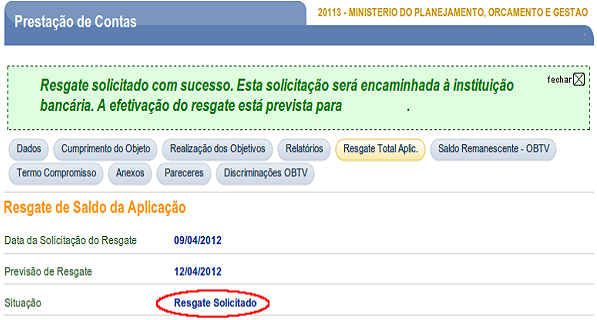 20113 - MINISTERIO DO PLANEJAMENTO, ORCAMENTO E GESTAO
Prestação de Contas
fechar
Resgate solicitado com sucesso. Esta solicitação será encaminhada à instituição
bancária. A efetivação do resgate está prevista para .
Dados Cumprimento do Objeto Realização dos Objetivos Relatórios Resgate Total Aplic. Saldo Remanescente - OBTV
Termo Compromisso Anexos Pareceres Discriminações OBTV
Resgate de Saldo da Aplicação
Data da Solicitação do Resgate 09/04/2012
Previsão de Resgate 12/04/2012
Situação Resgate Solicitado